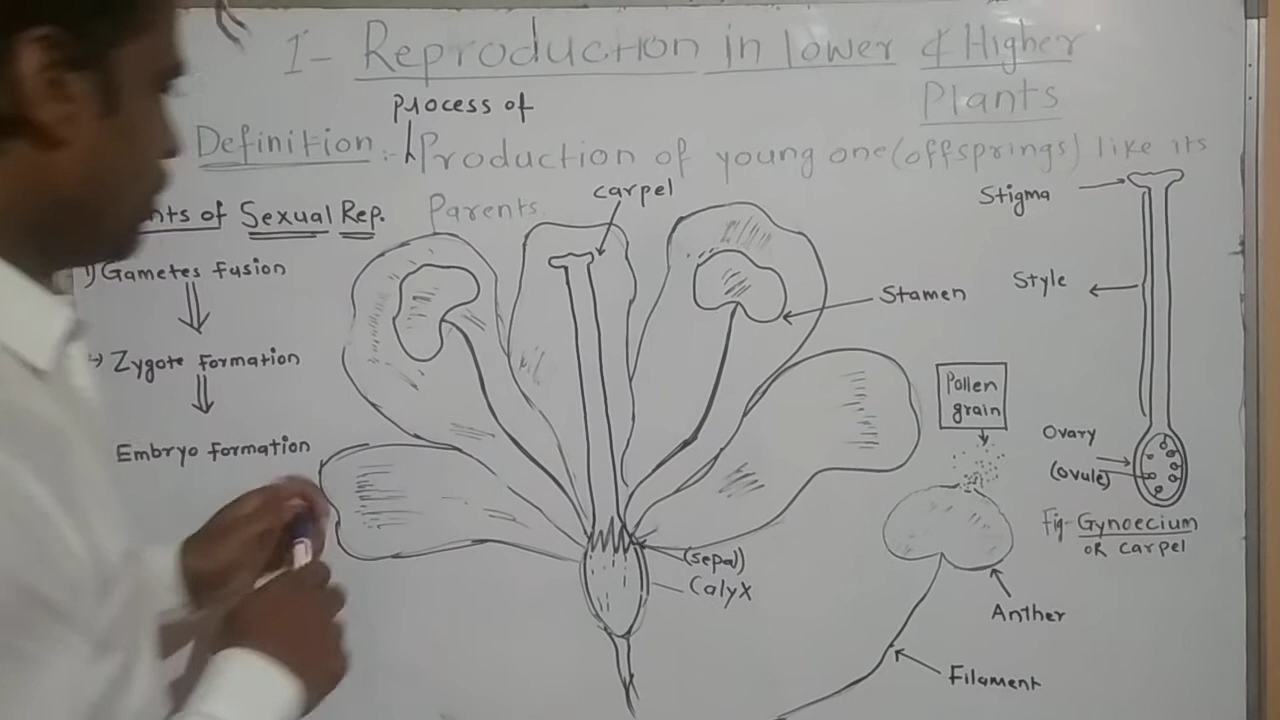 1- Reproduction in lower & Higher
Plants
Process of
Definition :- Production of young one (offsprings) like its
Parents
nts of Sexual Rep.
1) Gametes fusion
Zygote formation
Embryo formation
carpel
Stamen
(sepal)
Calyx
Pollen
grain
Anther
Filament
Stigma
Style
Ovary
(ovule)
Fig- Gynoecium
OR carpel